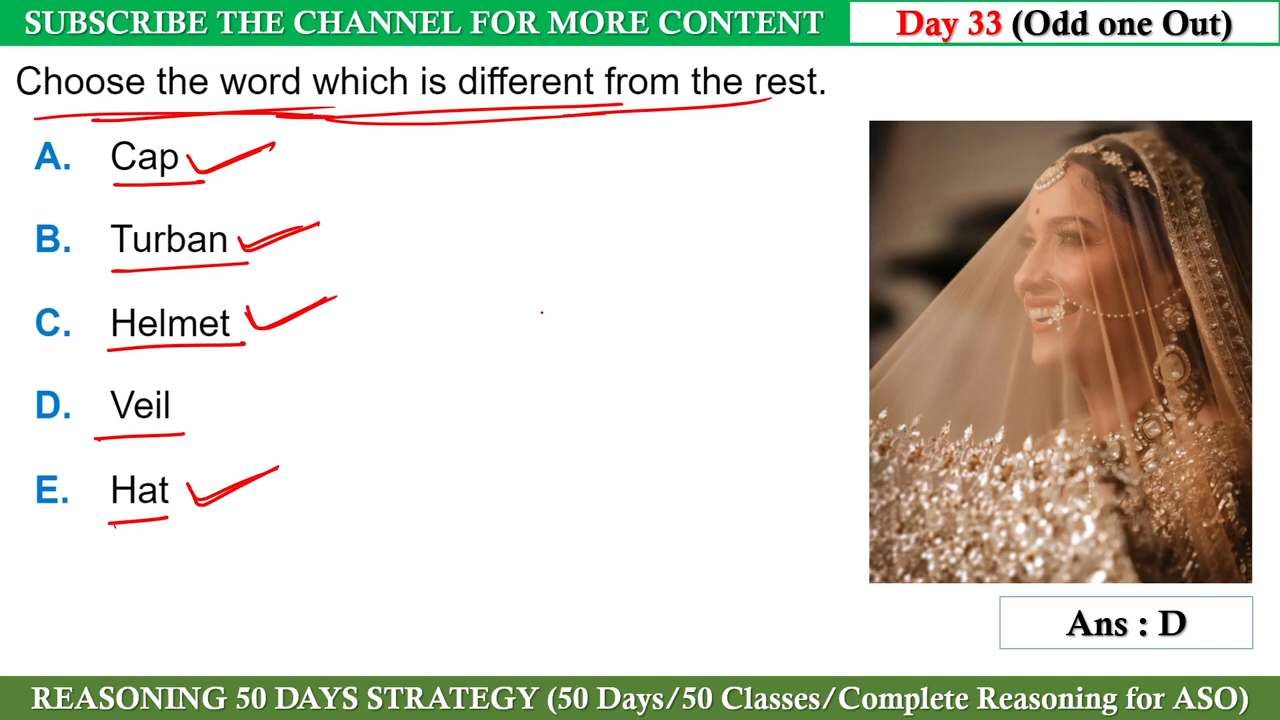 SUBSCRIBE THE CHANNEL FOR MORE CONTENT
Day 33 (Odd one Out)
Choose the word which is different from the rest.
A. Cap
B. Turban
C. Helmet
D. Veil
E. Hat
Ans : D
REASONING 50 DAYS STRATEGY (50 Days/50 Classes/Complete Reasoning for ASO)